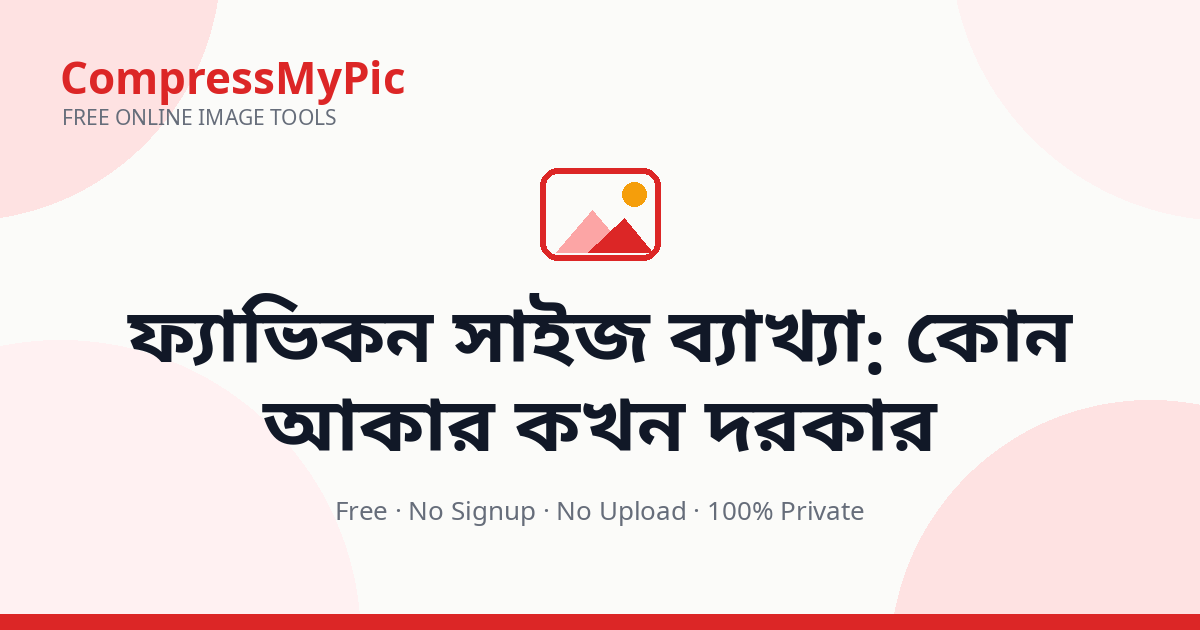 CompressMyPic
FREE ONLINE IMAGE TOOLS
ফ্যাভিকন সাইজ ব্যাখ্যা: কোন
আকার কখন দরকার
Free · No Signup · No Upload · 100% Private